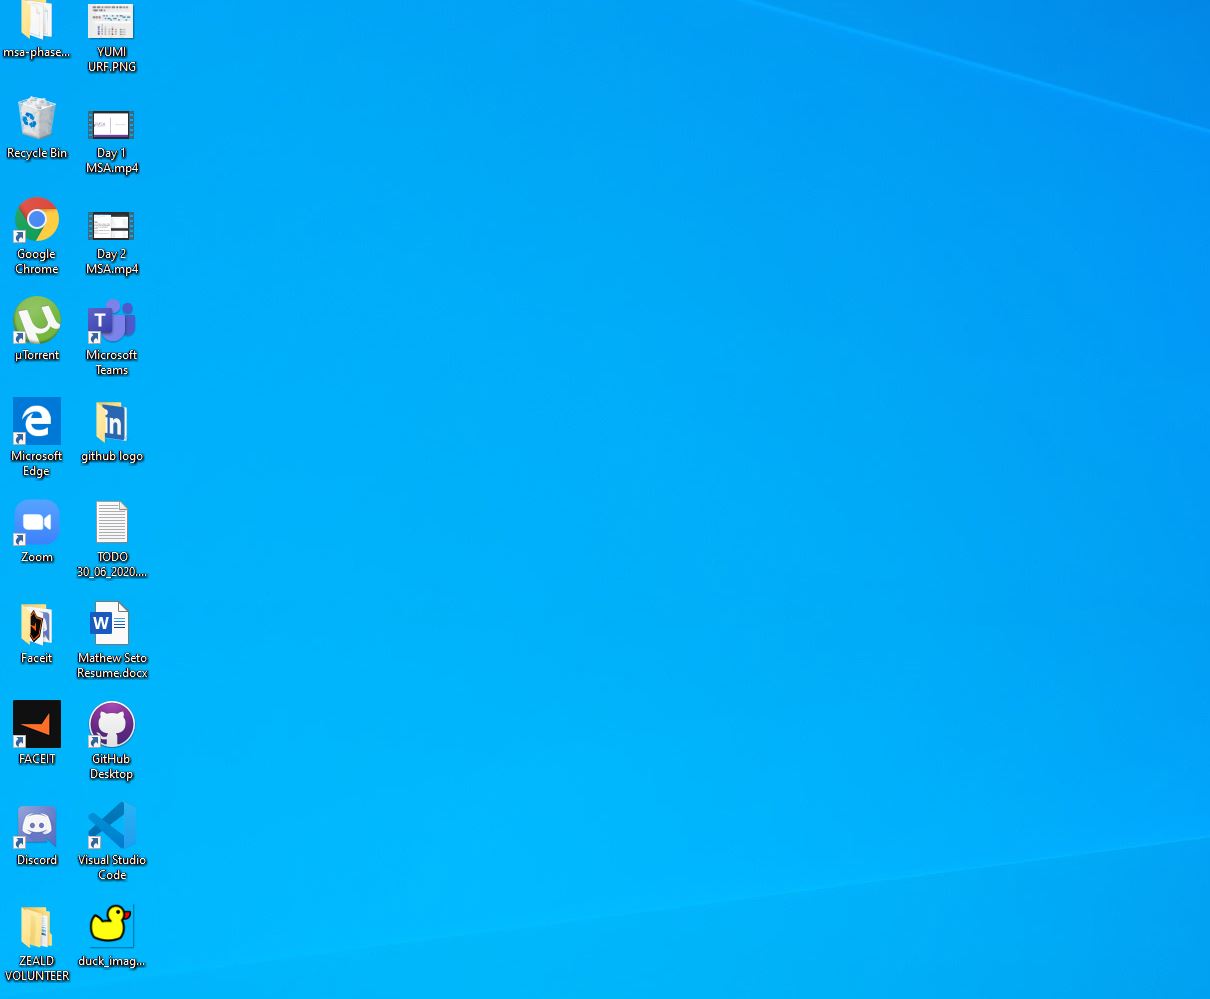 msa-phase...
YUMI
URF.PNG
Recycle Bin
Day 1
MSA.mp4
Google
Chrome
Day 2
MSA.mp4
µTorrent
Microsoft
Teams
Microsoft
Edge
github logo
Zoom
TODO
30_06_2020....
Faceit
Mathew Seto
Resume.docx
FACEIT
GitHub
Desktop
Discord
Visual Studio
Code
ZEALD
VOLUNTEER
duck_imag...